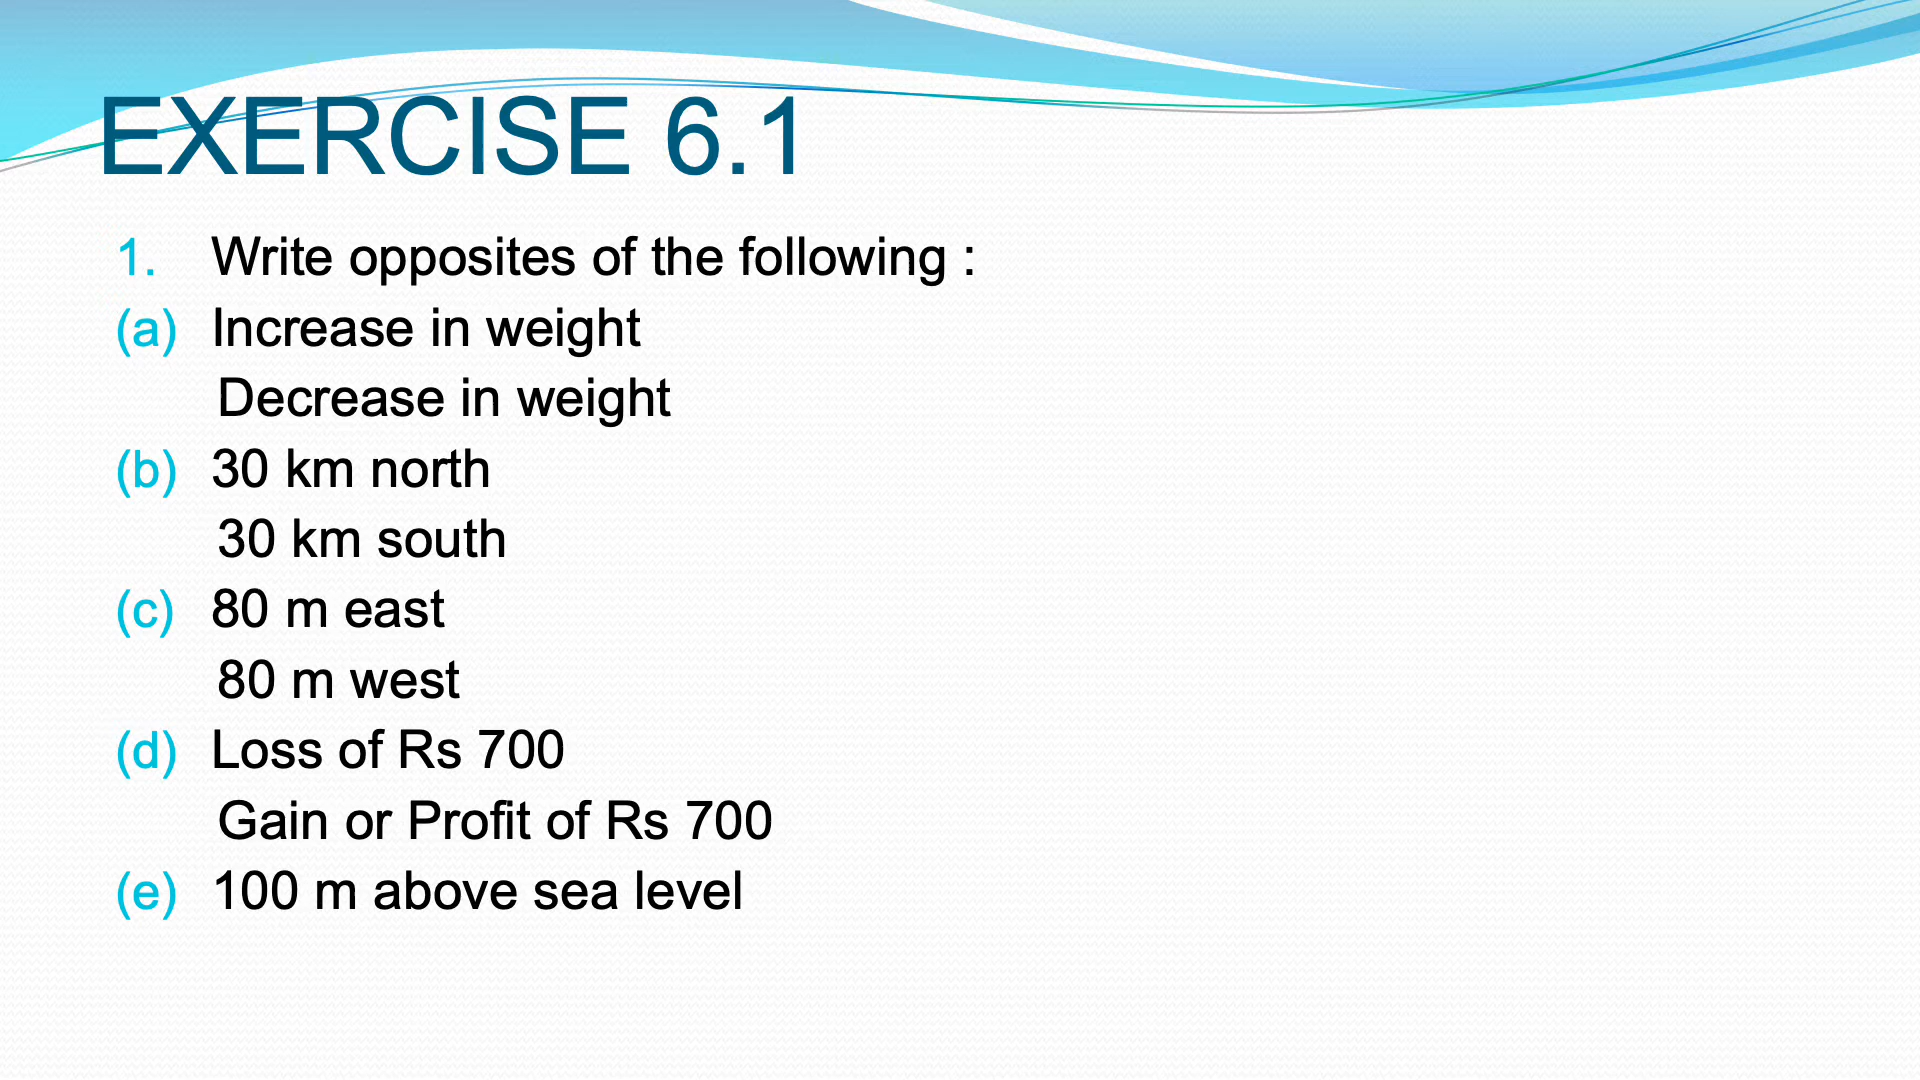 EXERCISE 6.1
1. Write opposites of the following :
(a) Increase in weight
Decrease in weight
(b) 30 km north
30 km south
(c) 80 m east
80 m west
(d) Loss of Rs 700
Gain or Profit of Rs 700
(e) 100 m above sea level